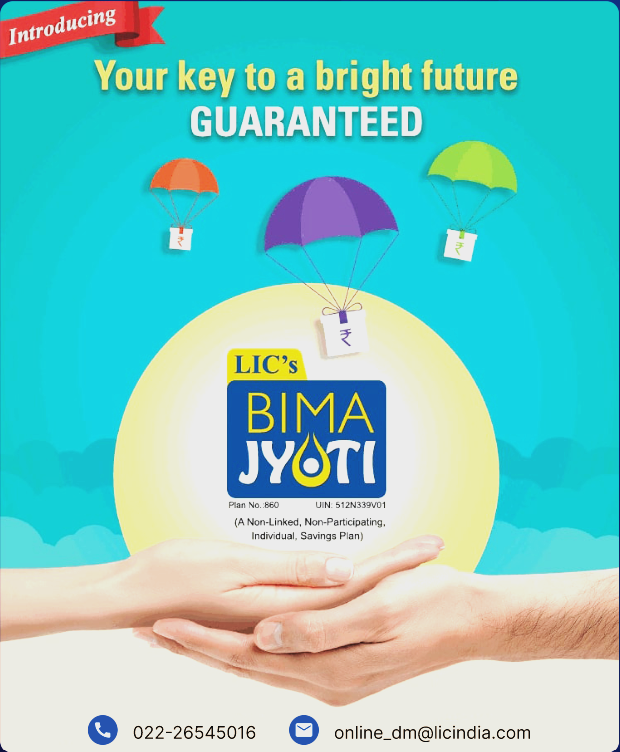 Introducing
Your key to a bright future
GUARANTEED
₹
₹
₹
LIC's
BIMA
JYOTI
Plan No.:860 UIN: 512N339V01
(A Non-Linked, Non-Participating,
Individual, Savings Plan)
022-26545016 online_dm@licindia.com